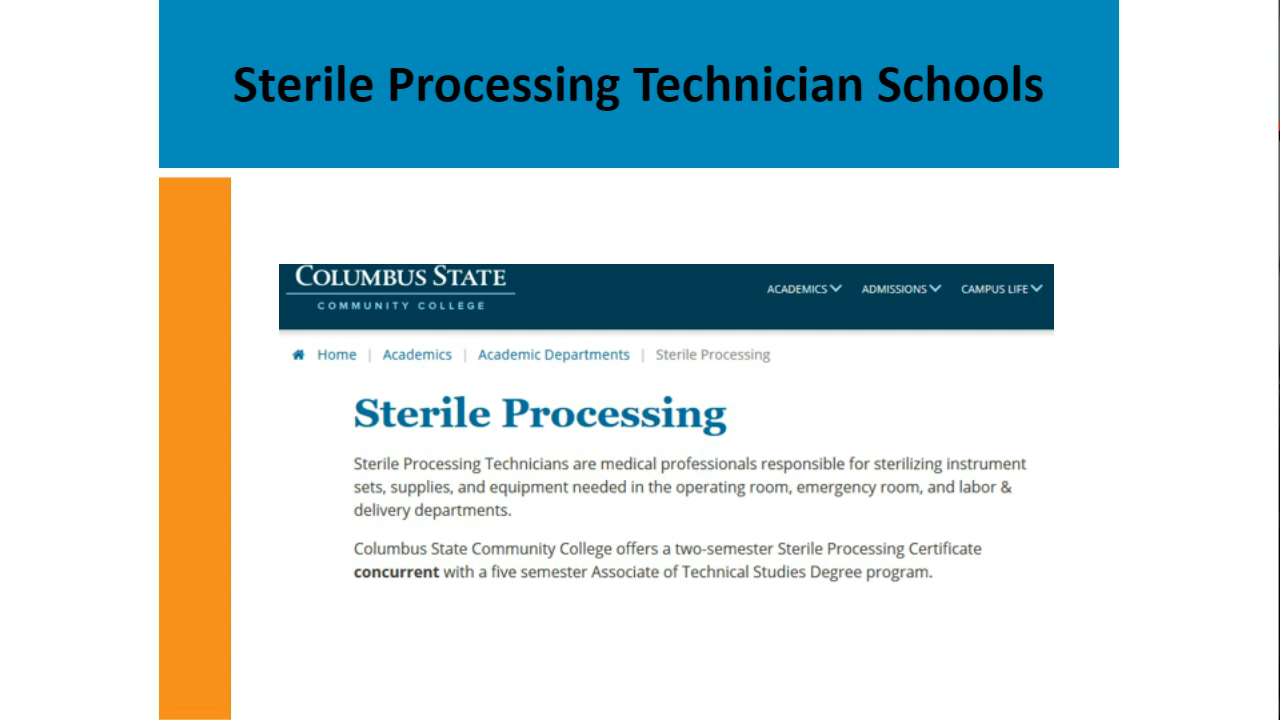 Sterile Processing Technician Schools
COLUMBUS STATE
COMMUNITY COLLEGE
ACADEMICS ADMISSIONS CAMPUS LIFE
Home | Academics | Academic Departments | Sterile Processing
Sterile Processing
Sterile Processing Technicians are medical professionals responsible for sterilizing instrument
sets, supplies, and equipment needed in the operating room, emergency room, and labor &
delivery departments.
Columbus State Community College offers a two-semester Sterile Processing Certificate
concurrent with a five semester Associate of Technical Studies Degree program.